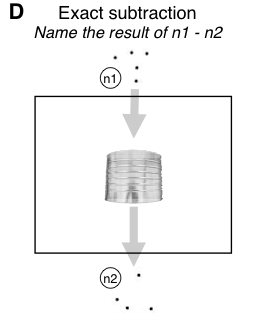 D Exact subtraction
Name the result of n1 - n2
n1
n2